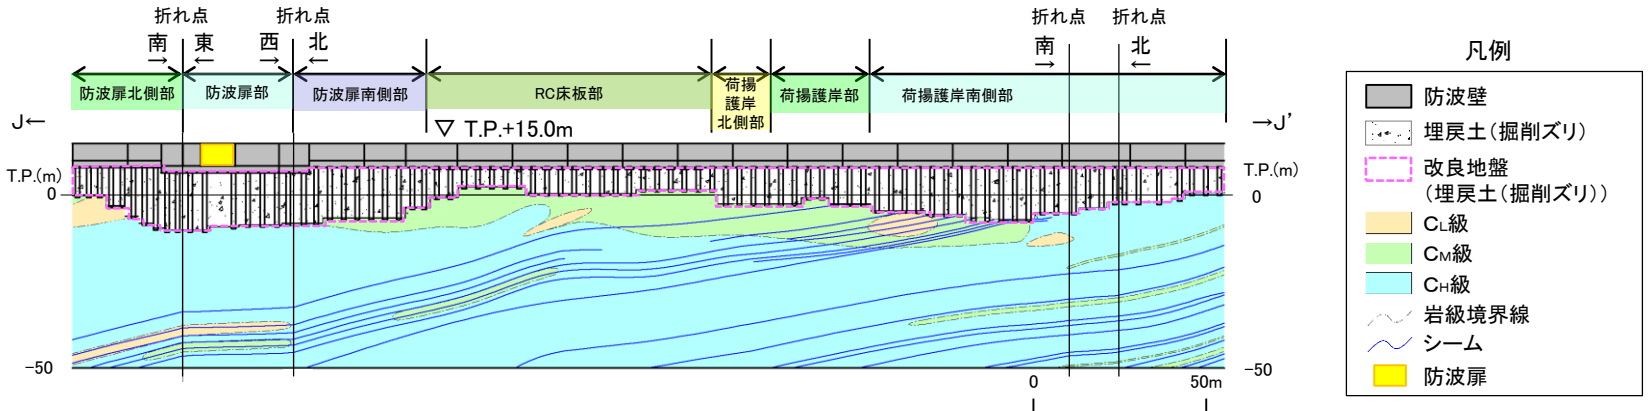 折れ点 折れ点 折れ点 折れ点
南 東 西 北 南 北
→ ← → ← → ←
防波扉北側部 防波扉部 防波扉南側部 RC床板部 荷揚護岸北側部 荷揚護岸部 荷揚護岸南側部
J← ▽ T.P.+15.0m →J’
T.P.(m) T.P.(m)
0 0
-50 -50
0 50m
凡例
防波壁
埋戻土(掘削ズリ)
改良地盤
(埋戻土(掘削ズリ))
CL級
CM級
CH級
岩級境界線
シーム
防波扉